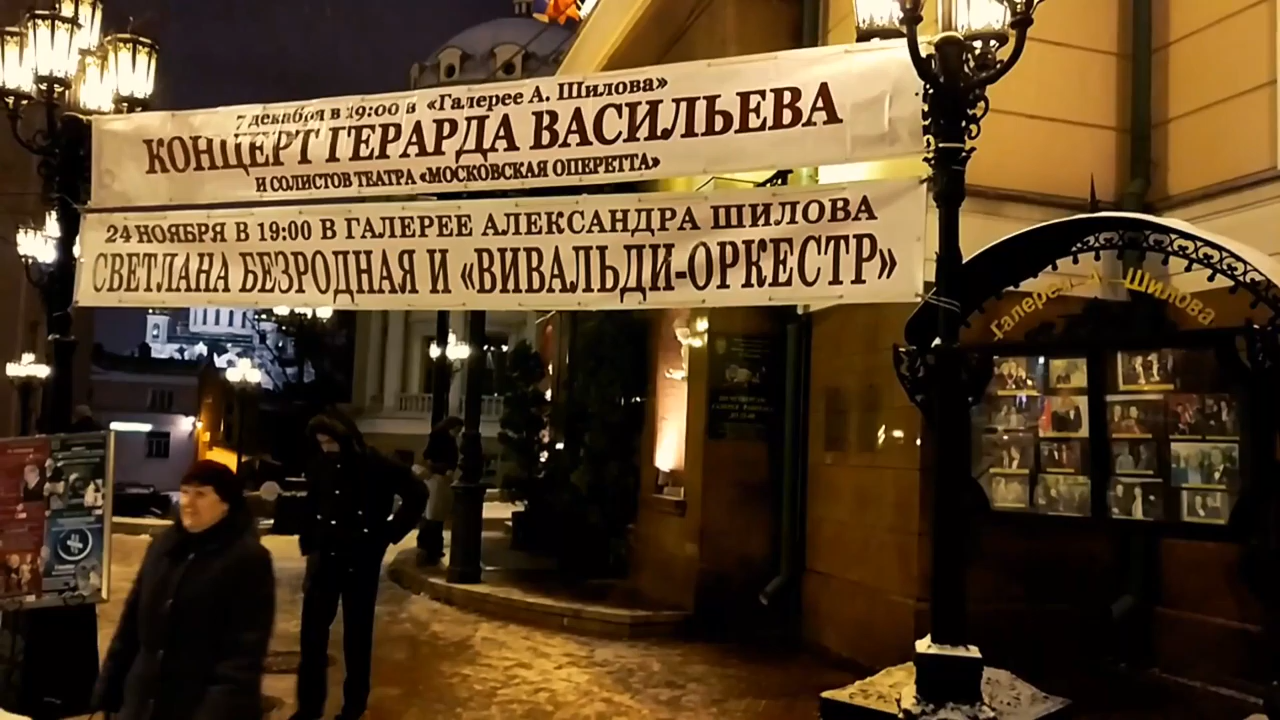 7 декабря в 19:00 в «Галерее А. Шилова»
КОНЦЕРТ ГЕРАРДА ВАСИЛЬЕВА
И СОЛИСТОВ ТЕАТРА «МОСКОВСКАЯ ОПЕРЕТТА»
24 НОЯБРЯ В 19:00 В ГАЛЕРЕЕ АЛЕКСАНДРА ШИЛОВА
СВЕТЛАНА БЕЗРОДНАЯ И «ВИВАЛЬДИ-ОРКЕСТР»
Галерея А. Шилова